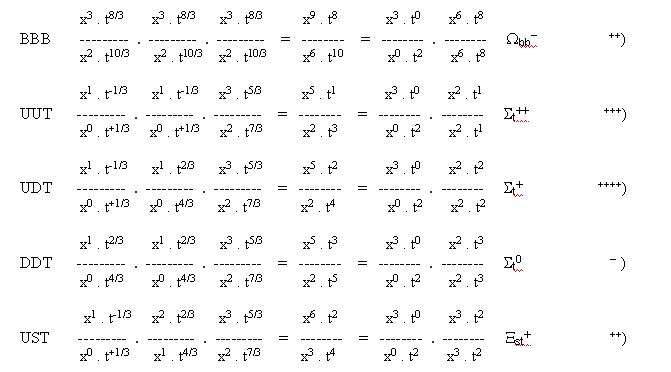 x³ . t⁸/³ x³ . t⁸/³ x³ . t⁸/³ x⁹ . t⁸ x³ . t⁰ x⁶ . t⁸
BBB --------- . --------- . --------- = -------- = -------- . -------- Ωbb⁻ ⁺⁺)
x² . t¹⁰/³ x² . t¹⁰/³ x² . t¹⁰/³ x⁶ . t¹⁰ x⁰ . t² x⁶ . t⁸
x¹ . t⁻¹/³ x¹ . t⁻¹/³ x³ . t⁵/³ x⁵ . t¹ x³ . t⁰ x² . t¹
UUT --------- . --------- . --------- = -------- = -------- . -------- Σt⁺⁺ ⁺⁺⁺)
x⁰ . t⁺¹/³ x⁰ . t⁺¹/³ x² . t⁷/³ x² . t³ x⁰ . t² x² . t¹
x¹ . t⁻¹/³ x¹ . t²/³ x³ . t⁵/³ x⁵ . t² x³ . t⁰ x² . t²
UDT --------- . --------- . --------- = -------- = -------- . -------- Σt⁺ ⁺⁺⁺⁺)
x⁰ . t⁺¹/³ x⁰ . t⁴/³ x² . t⁷/³ x² . t⁴ x⁰ . t² x² . t²
x¹ . t²/³ x¹ . t²/³ x³ . t⁵/³ x⁵ . t³ x³ . t⁰ x² . t³
DDT --------- . --------- . --------- = -------- = -------- . -------- Σt⁰ ⁻ )
x⁰ . t⁴/³ x⁰ . t⁴/³ x² . t⁷/³ x² . t⁵ x⁰ . t² x² . t³
x¹ . t⁻¹/³ x² . t²/³ x³ . t⁵/³ x⁶ . t² x³ . t⁰ x³ . t²
UST --------- . --------- . --------- = -------- = -------- . -------- Ξst⁺ ⁺⁺)
x⁰ . t⁺¹/³ x¹ . t⁴/³ x² . t⁷/³ x³ . t⁴ x⁰ . t² x³ . t²